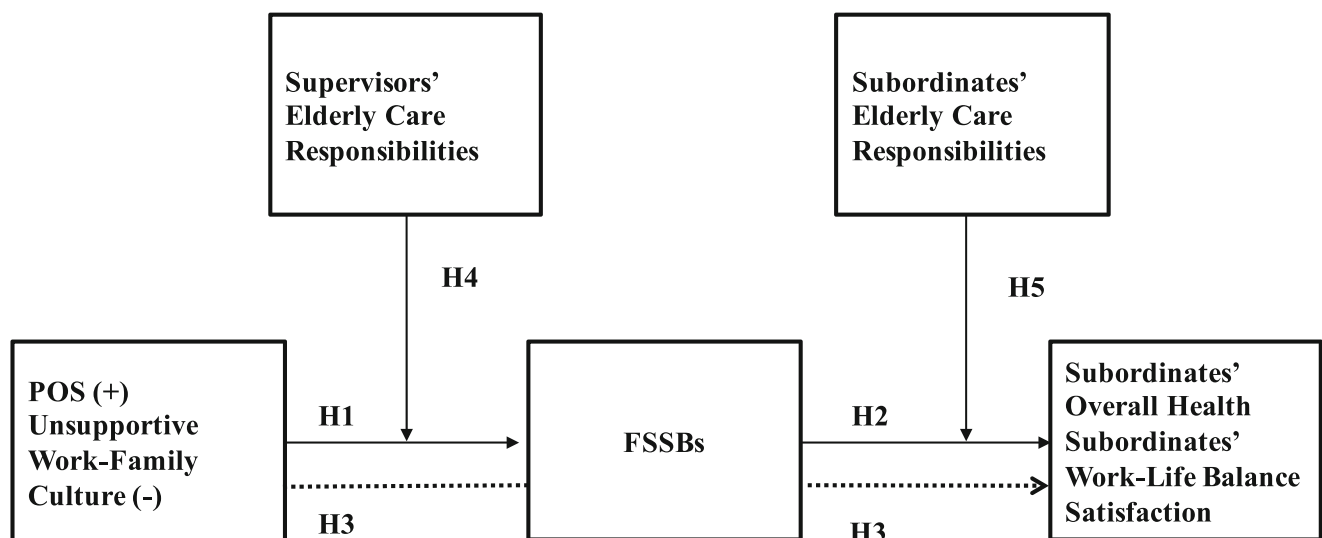 Supervisors’
Elderly Care
Responsibilities
Subordinates’
Elderly Care
Responsibilities
H4
H5
POS (+)
Unsupportive
Work-Family
Culture (-)
H1
FSSBs
H2
Subordinates’
Overall Health
Subordinates’
Work-Life Balance
Satisfaction
H3
H3